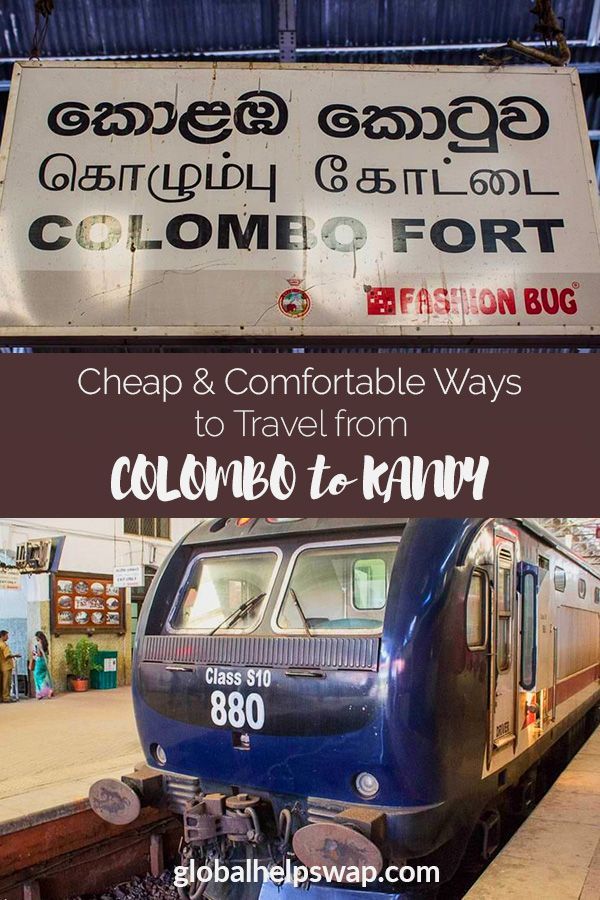 කොළඹ කොටුව
கொழும்பு கோட்டை
COLOMBO FORT
FASHION BUG®
Cheap & Comfortable Ways
to Travel from
COLOMBO to KANDY
Class S10
880
globalhelpswap.com